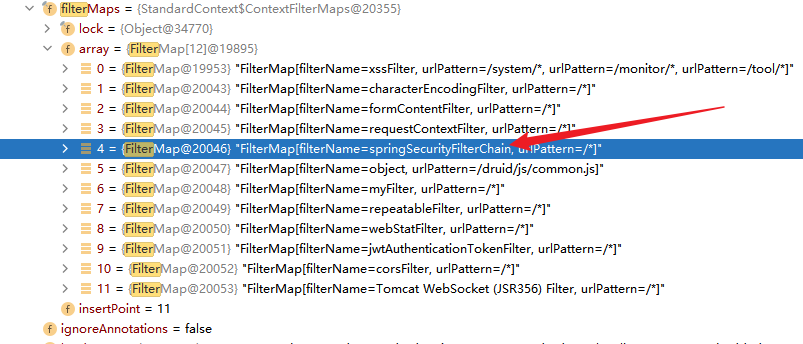 filterMaps = {StandardContext$ContextFilterMaps@20355}
lock = {Object@34770}
array = {FilterMap[12]@19895}
0 = {FilterMap@19953} "FilterMap[filterName=xssFilter, urlPattern=/system/*, urlPattern=/monitor/*, urlPattern=/tool/*]"
1 = {FilterMap@20043} "FilterMap[filterName=characterEncodingFilter, urlPattern=/*]"
2 = {FilterMap@20044} "FilterMap[filterName=formContentFilter, urlPattern=/*]"
3 = {FilterMap@20045} "FilterMap[filterName=requestContextFilter, urlPattern=/*]"
4 = {FilterMap@20046} "FilterMap[filterName=springSecurityFilterChain, urlPattern=/*]"
5 = {FilterMap@20047} "FilterMap[filterName=object, urlPattern=/druid/js/common.js]"
6 = {FilterMap@20048} "FilterMap[filterName=myFilter, urlPattern=/*]"
7 = {FilterMap@20049} "FilterMap[filterName=repeatableFilter, urlPattern=/*]"
8 = {FilterMap@20050} "FilterMap[filterName=webStatFilter, urlPattern=/*]"
9 = {FilterMap@20051} "FilterMap[filterName=jwtAuthenticationTokenFilter, urlPattern=/*]"
10 = {FilterMap@20052} "FilterMap[filterName=corsFilter, urlPattern=/*]"
11 = {FilterMap@20053} "FilterMap[filterName=Tomcat WebSocket (JSR356) Filter, urlPattern=/*]"
insertPoint = 11
ignoreAnnotations = false